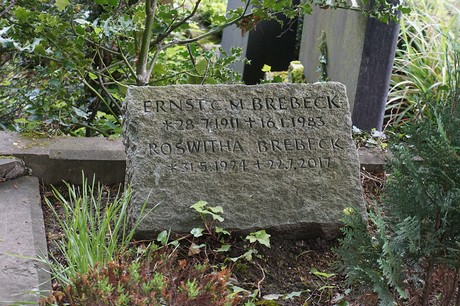 ERNST C. M. BREBECK
* 28·7·1911 + 16·1·1983
ROSWITHA BREBECK
* 31·5·1924 + 22·7·2017